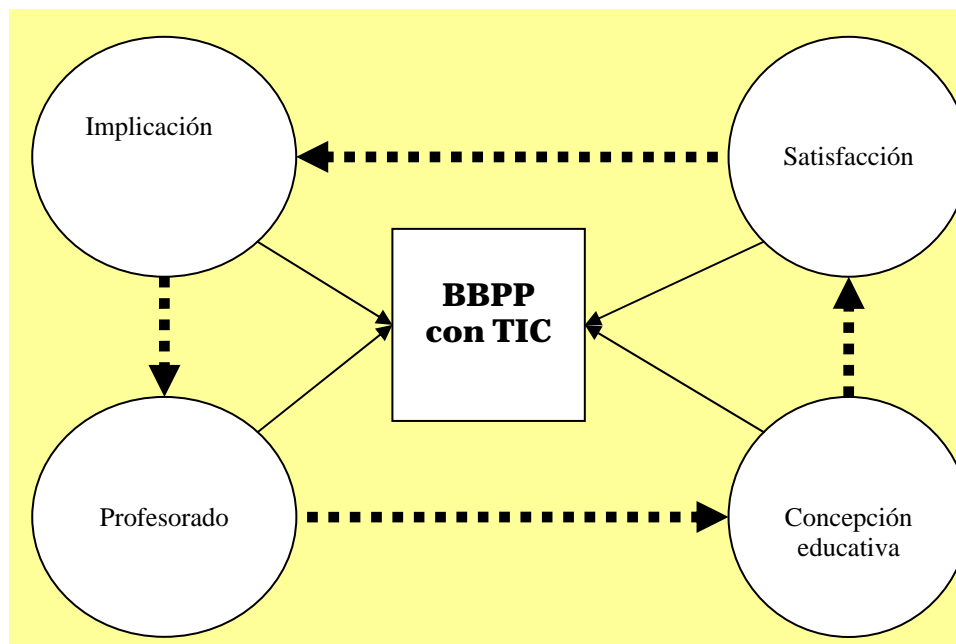 Implicación
Satisfacción
BBPP
con TIC
Profesorado
Concepción
educativa